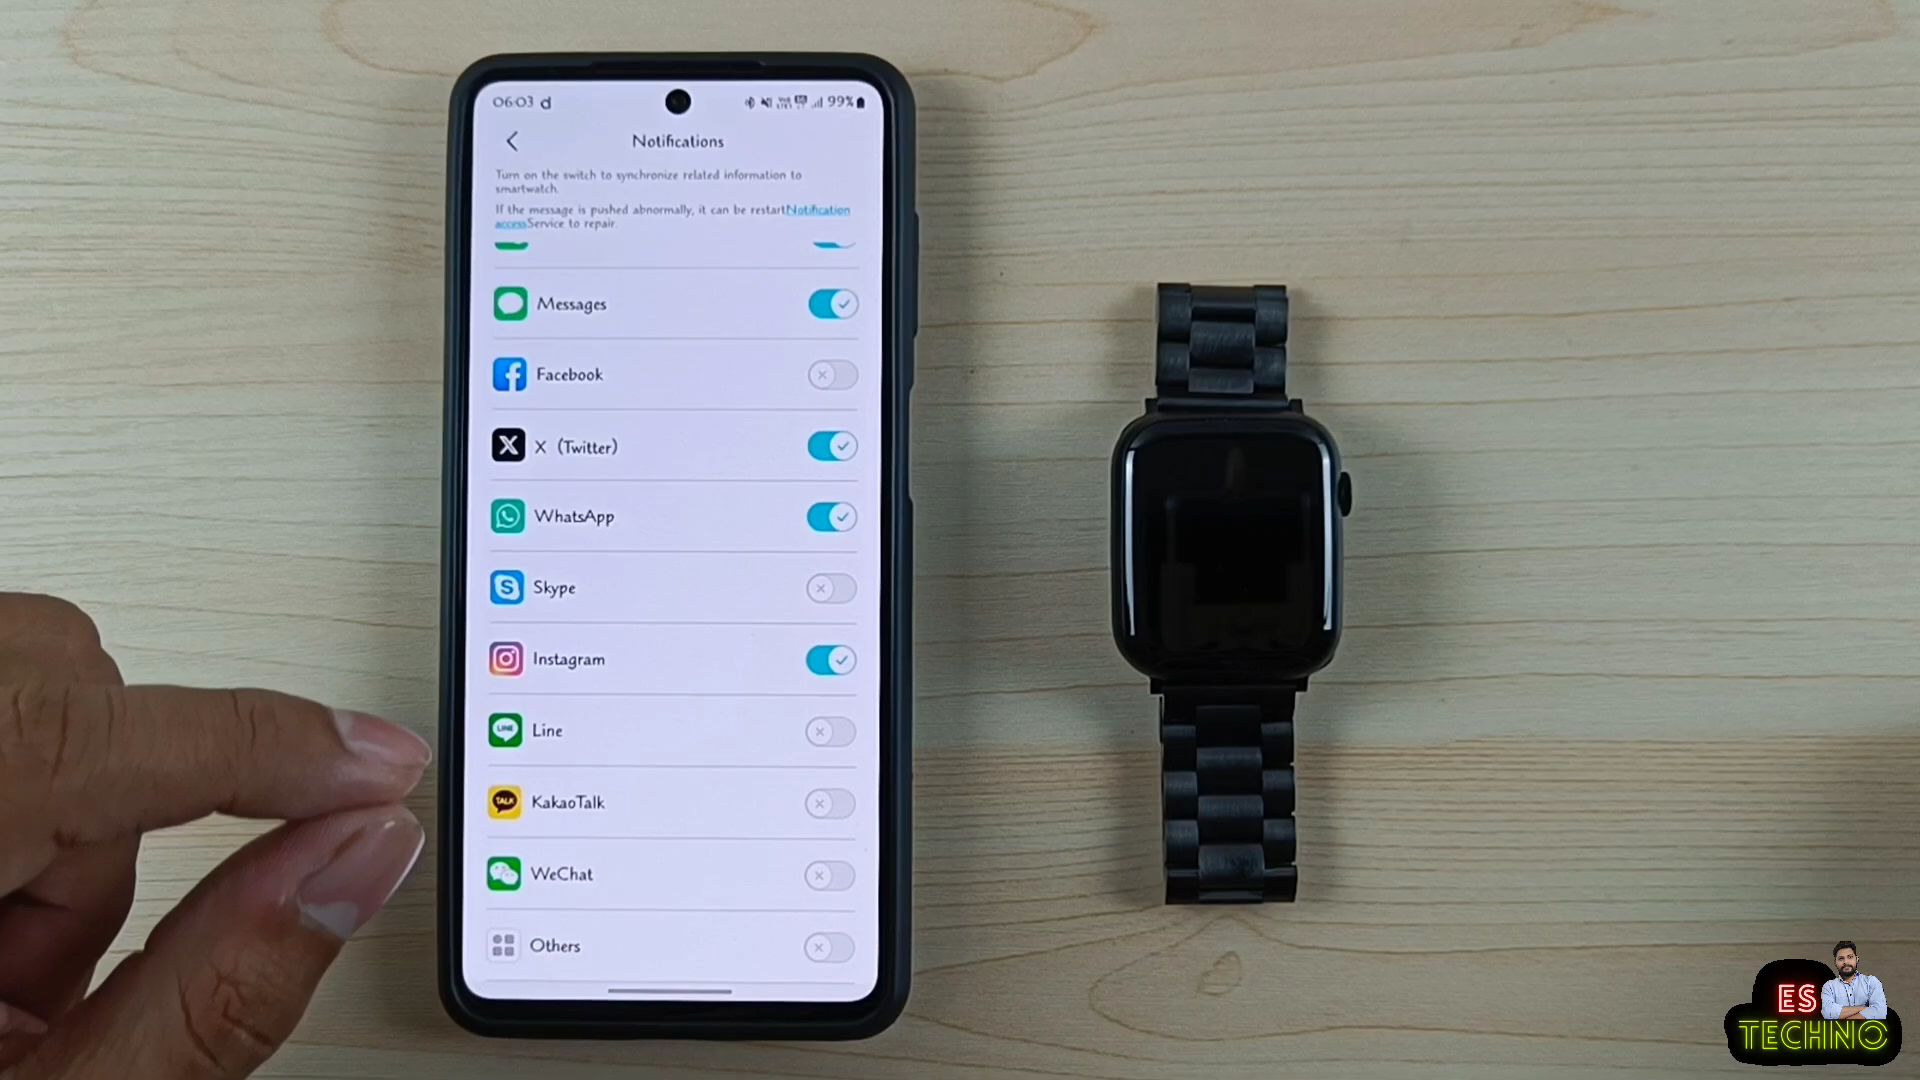 06:03 d
99%
Notifications
Turn on the switch to synchronize related information to
smartwatch.
If the message is pushed abnormally, it can be restartNotification
accessService to repair.
Messages
Facebook
X (Twitter)
WhatsApp
Skype
Instagram
LINE
Line
TALK
KakaoTalk
WeChat
Others
ES
TECHNO